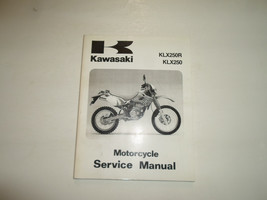 Kawasaki
KLX250R
KLX250
Motorcycle
Service Manual